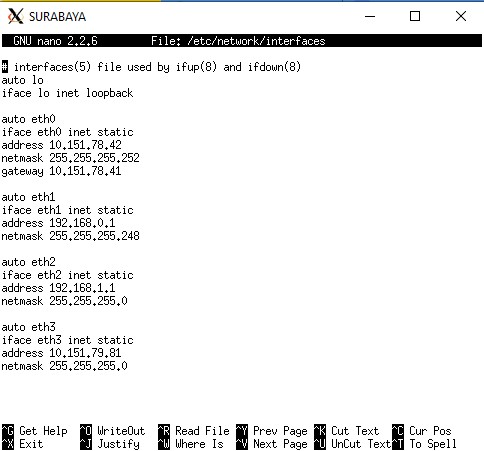 SURABAYA
GNU nano 2.2.6 File: /etc/network/interfaces
# interfaces(5) file used by ifup(8) and ifdown(8)
auto lo
iface lo inet loopback
auto eth0
iface eth0 inet static
address 10.151.78.42
netmask 255.255.255.252
gateway 10.151.78.41
auto eth1
iface eth1 inet static
address 192.168.0.1
netmask 255.255.255.248
auto eth2
iface eth2 inet static
address 192.168.1.1
netmask 255.255.255.0
auto eth3
iface eth3 inet static
address 10.151.79.81
netmask 255.255.255.0
^G Get Help ^O WriteOut ^R Read File ^Y Prev Page ^K Cut Text ^C Cur Pos
^X Exit ^J Justify ^W Where Is ^V Next Page ^U UnCut Text ^T To Spell